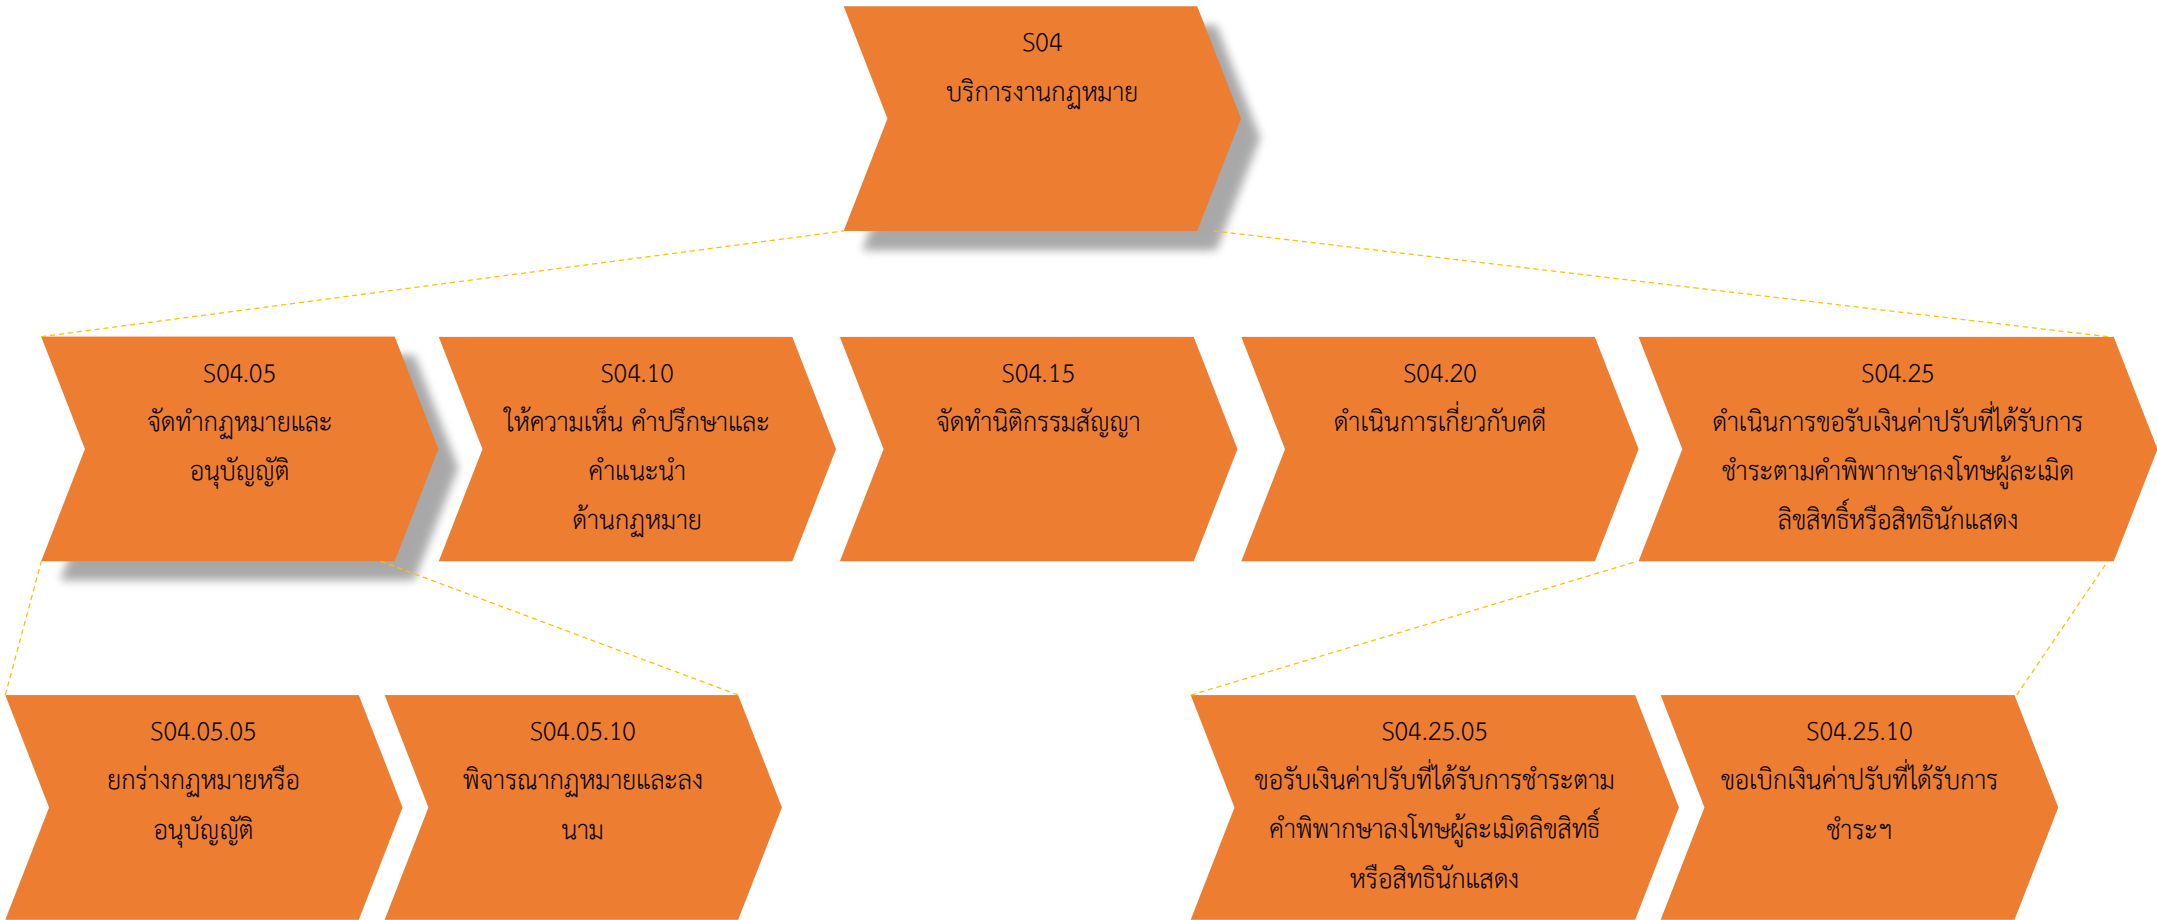 S04
บริการงานกฏหมาย
S04.05
จัดทำกฏหมายและ
อนุบัญญัติ
S04.10
ให้ความเห็น คำปรึกษาและ
คำแนะนำ
ด้านกฏหมาย
S04.15
จัดทำนิติกรรมสัญญา
S04.20
ดำเนินการเกี่ยวกับคดี
S04.25
ดำเนินการขอรับเงินค่าปรับที่ได้รับการ
ชำระตามคำพิพากษาลงโทษผู้ละเมิด
ลิขสิทธิ์หรือสิทธินักแสดง
S04.05.05
ยกร่างกฏหมายหรือ
อนุบัญญัติ
S04.05.10
พิจารณากฏหมายและลง
นาม
S04.25.05
ขอรับเงินค่าปรับที่ได้รับการชำระตาม
คำพิพากษาลงโทษผู้ละเมิดลิขสิทธิ์
หรือสิทธินักแสดง
S04.25.10
ขอเบิกเงินค่าปรับที่ได้รับการ
ชำระฯ